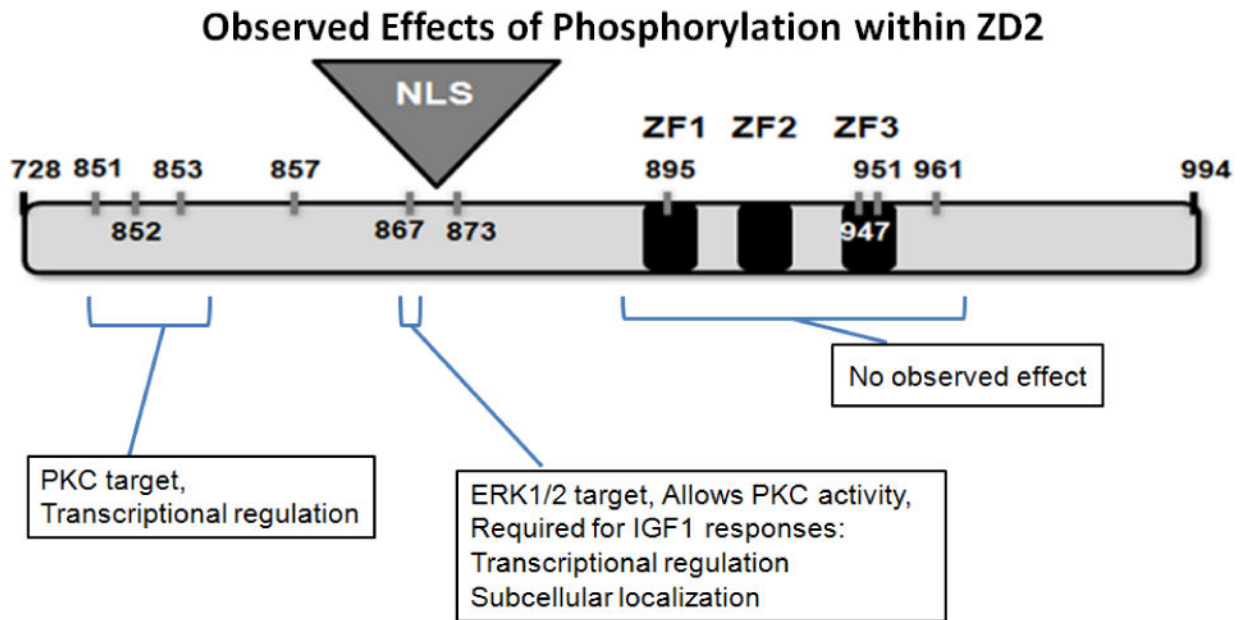 Observed Effects of Phosphorylation within ZD2
NLS
ZF1 ZF2 ZF3
728 851 853 857 895 951 961 994
852 867 873 947
No observed effect
PKC target,
Transcriptional regulation
ERK1/2 target, Allows PKC activity,
Required for IGF1 responses:
Transcriptional regulation
Subcellular localization